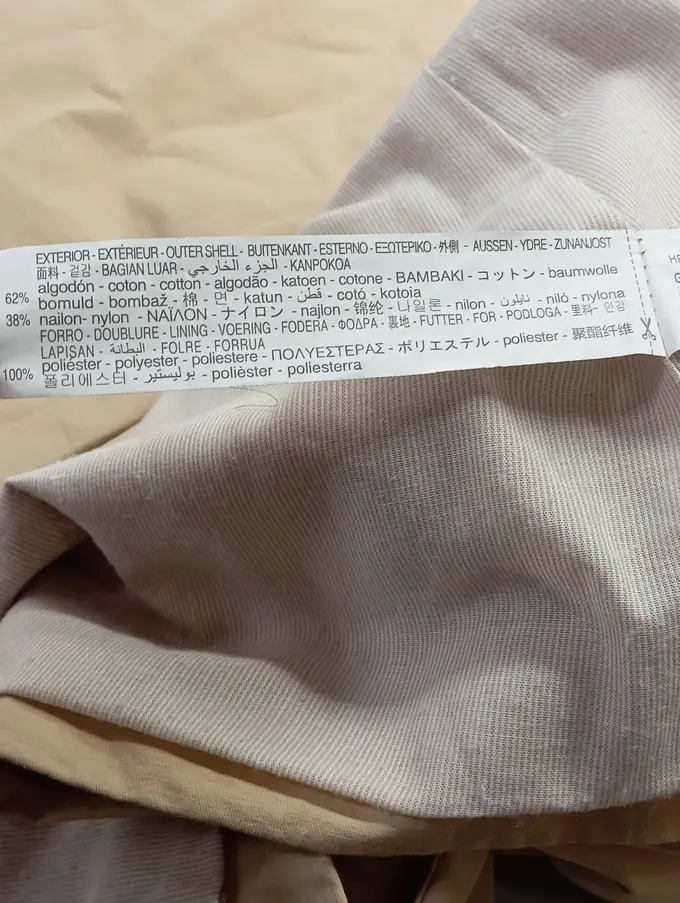 EXTERIOR - EXTÉRIEUR - OUTER SHELL - BUITENKANT - ESTERNO - ΕΞΩΤΕΡΙΚΟ - 外側 - AUSSEN - YDRE - ZUNANJOST
面料 - 겉감 - BAGIAN LUAR - الجزء الخارجي - KANPOKOA
algodón - coton - cotton - algodão - katoen - cotone - ΒΑΜΒΑΚΙ - コットン - baumwolle
62% bomuld - bombaž - 棉 - 면 - katun - قطن - cotó - kotoia
38% nailon - nylon - ΝΑΪΛΟΝ - ナイロン - najlon - 锦纶 - 나일론 - nilon - نايلون - niló - nylona
FORRO - DOUBLURE - LINING - VOERING - FODERA - ΦΟΔΡΑ - 裏地 - FUTTER - FOR - PODLOGA - 里料 - 안감
LAPISAN - البطانة - FOLRE - FORRUA
poliéster - polyester - poliestere - ΠΟΛΥΕΣΤΕΡΑΣ - ポリエステル - poliester - 聚酯纤维
100% 폴리에스터 - بوليستير - polièster - poliesterra